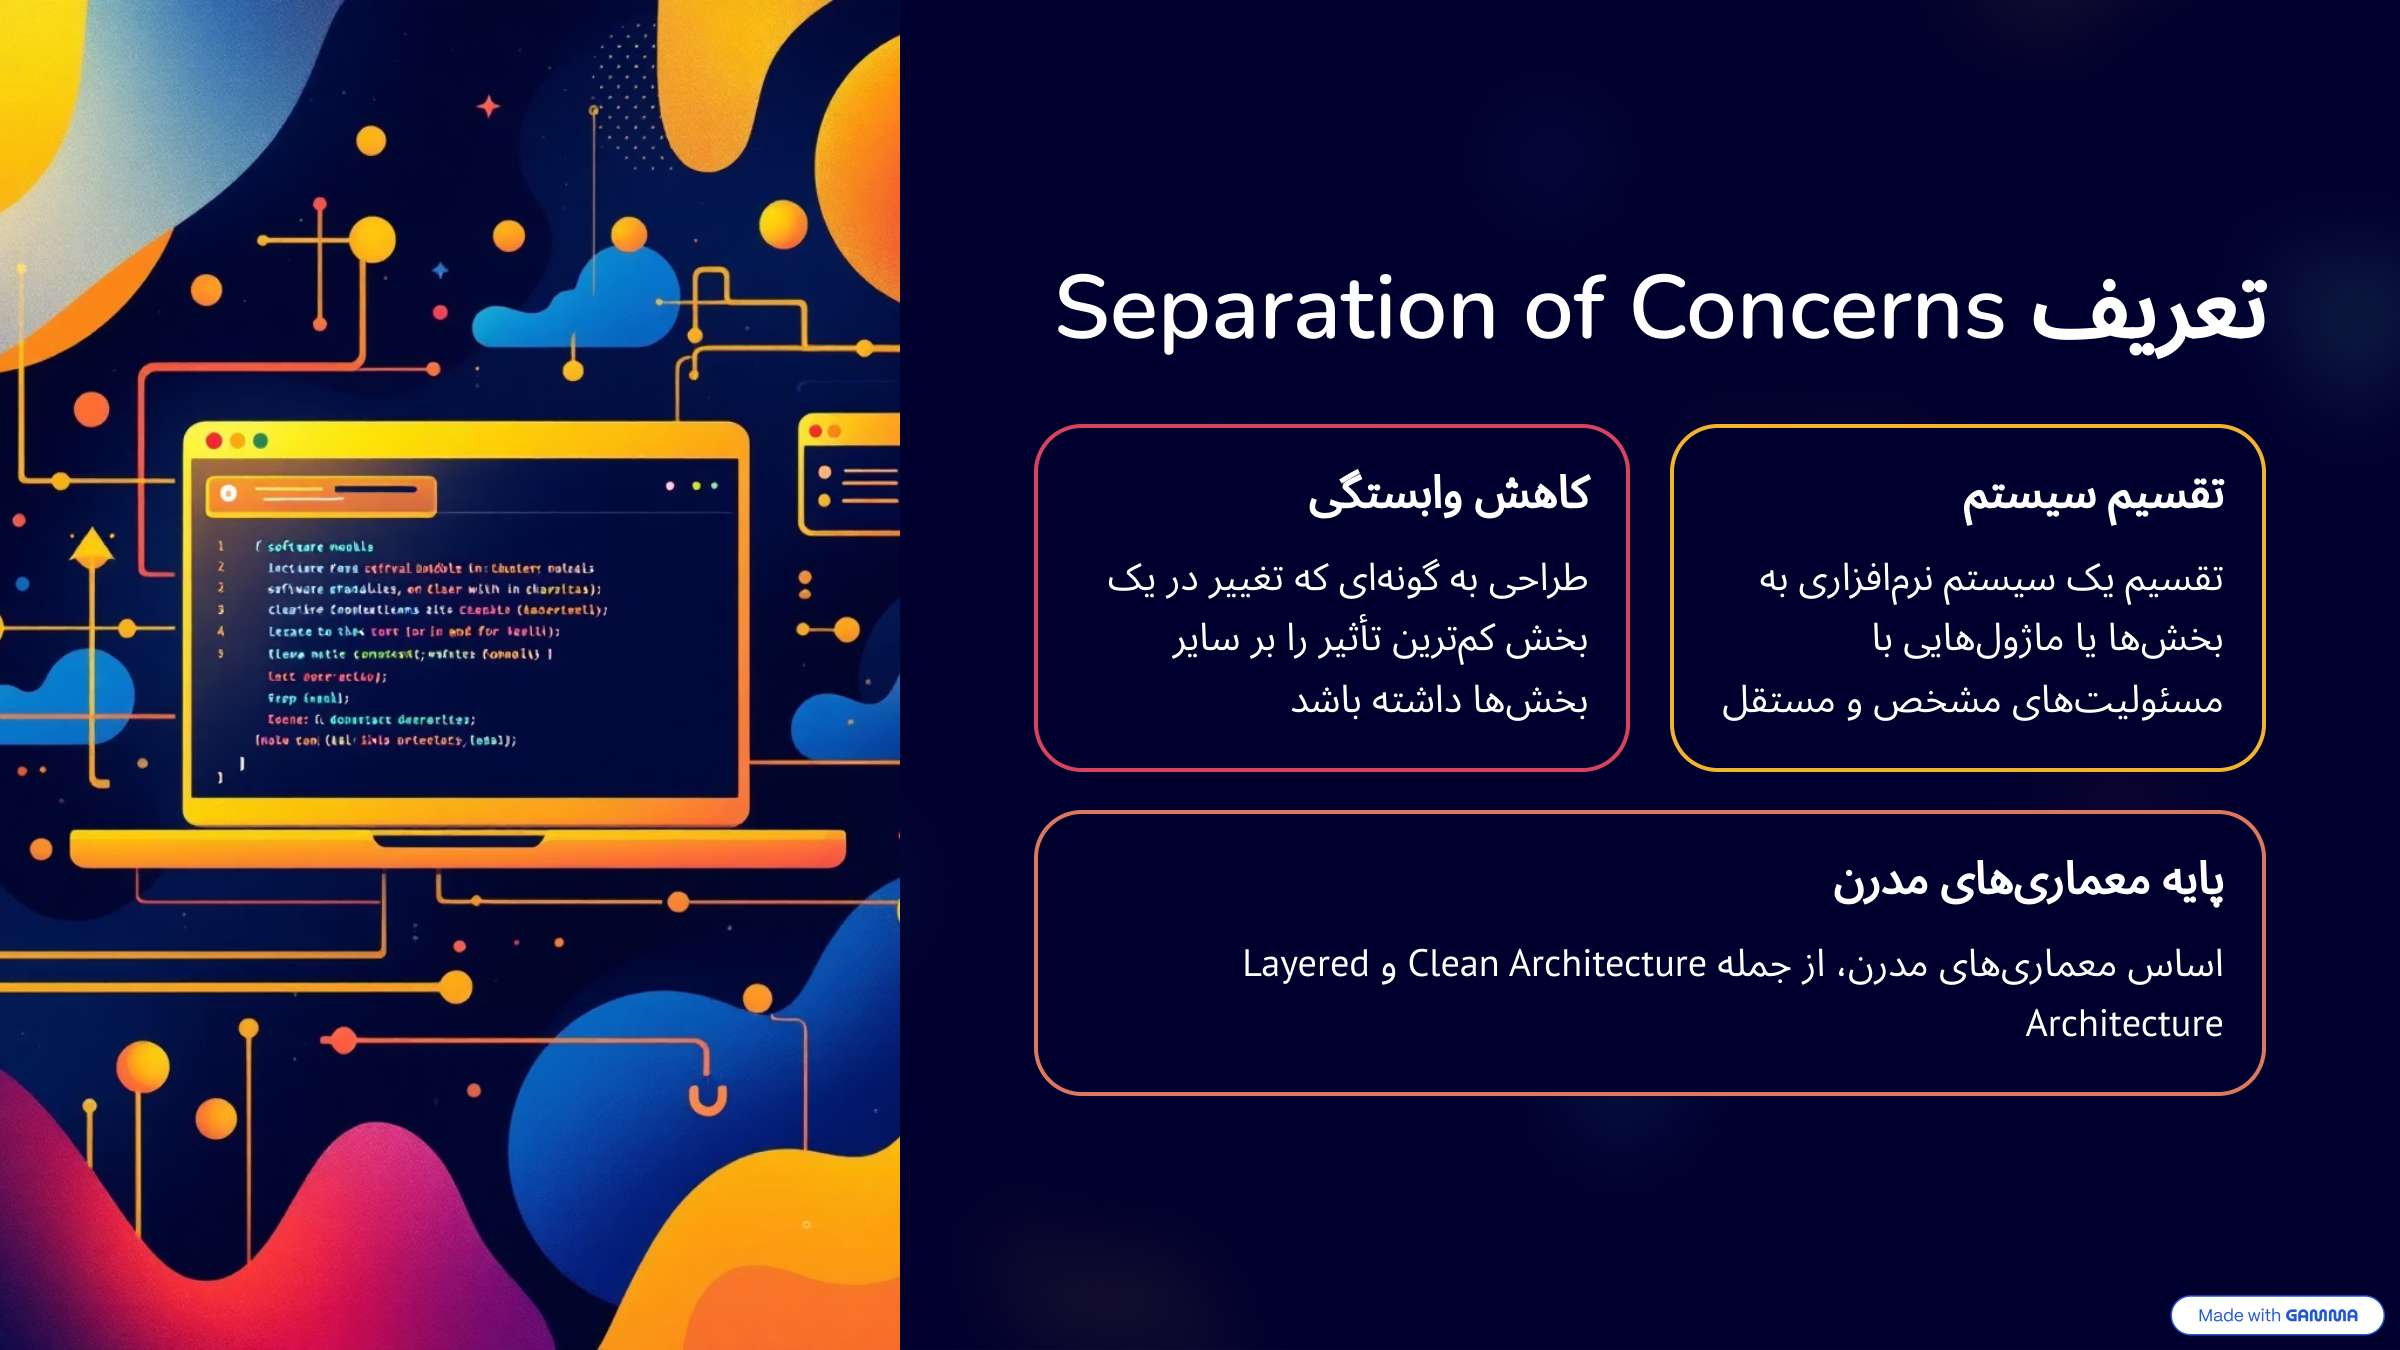 تعریف Separation of Concerns
تقسیم سیستم
تقسیم یک سیستم نرم‌افزاری به
بخش‌ها یا ماژول‌هایی با
مسئولیت‌های مشخص و مستقل
کاهش وابستگی
طراحی به گونه‌ای که تغییر در یک
بخش کم‌ترین تأثیر را بر سایر
بخش‌ها داشته باشد
پایه معماری‌های مدرن
اساس معماری‌های مدرن، از جمله Clean Architecture و Layered
Architecture
Made with GAMMA